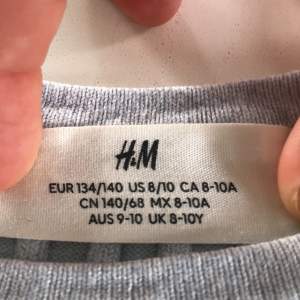 H&M
EUR 134/140 US 8/10 CA 8-10A
CN 140/68 MX 8-10A
AUS 9-10 UK 8-10Y